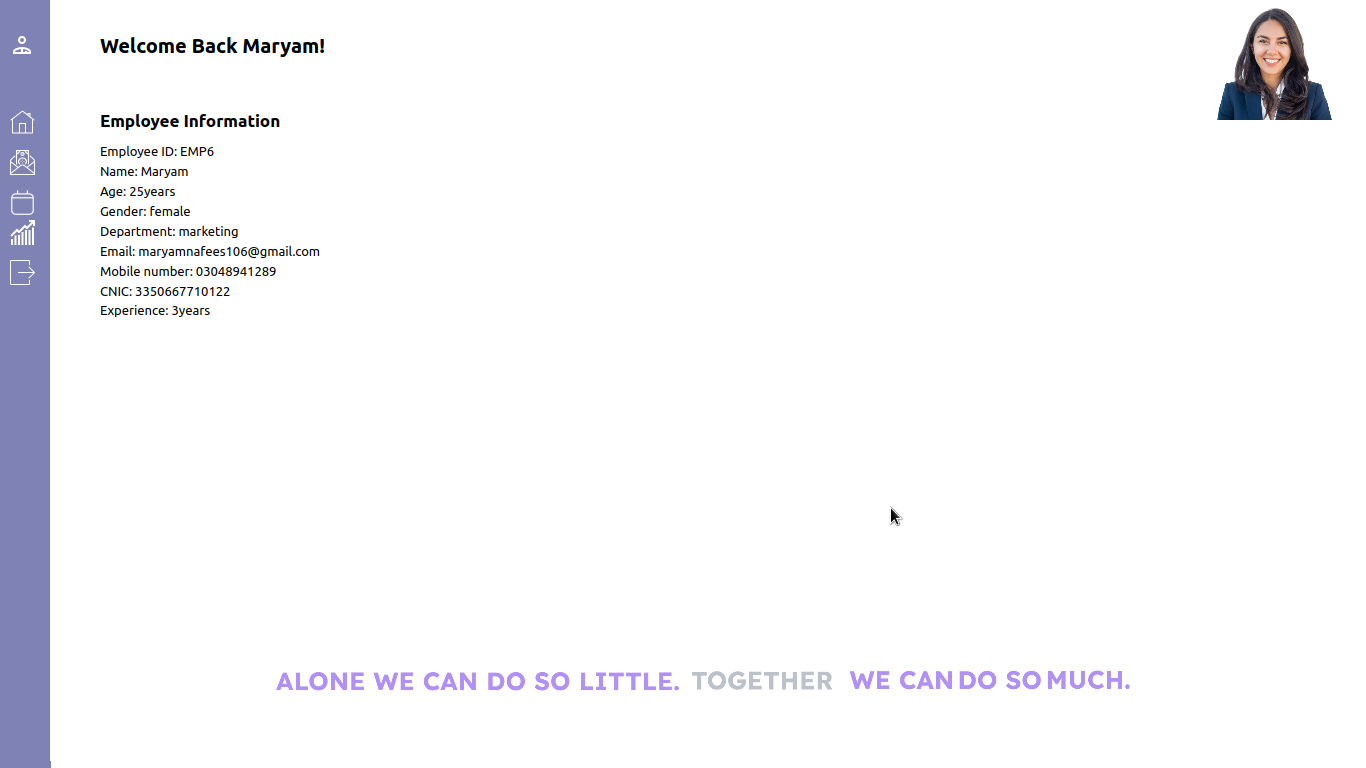 Welcome Back Maryam!
Employee Information
Employee ID: EMP6
Name: Maryam
Age: 25years
Gender: female
Department: marketing
Email: maryamnafees106@gmail.com
Mobile number: 03048941289
CNIC: 3350667710122
Experience: 3years
ALONE WE CAN DO SO LITTLE. TOGETHER WE CAN DO SO MUCH.